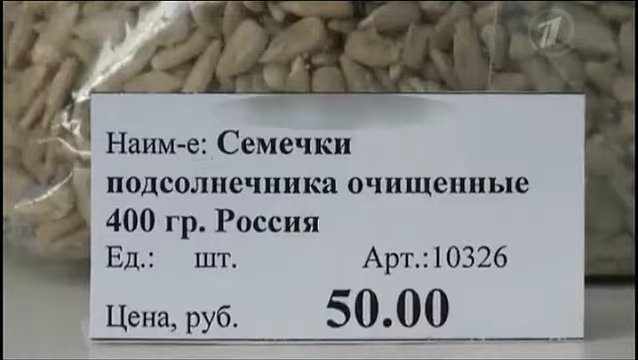 Наим-е: Семечки
подсолнечника очищенные
400 гр. Россия
Ед.: шт. Арт.:10326
Цена, руб. 50.00